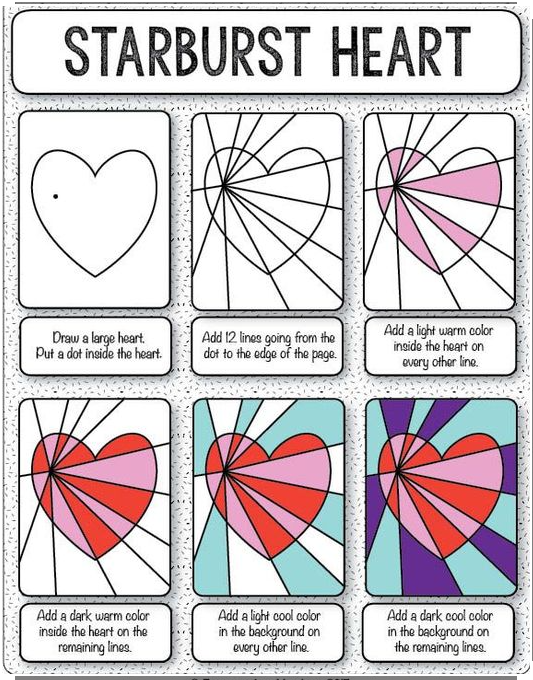 STARBURST HEART
Draw a large heart.
Put a dot inside the heart.
Add 12 lines going from the
dot to the edge of the page.
Add a light warm color
inside the heart on
every other line.
Add a dark warm color
inside the heart on the
remaining lines.
Add a light cool color
in the background on
every other line.
Add a dark cool color
in the background on
the remaining lines.